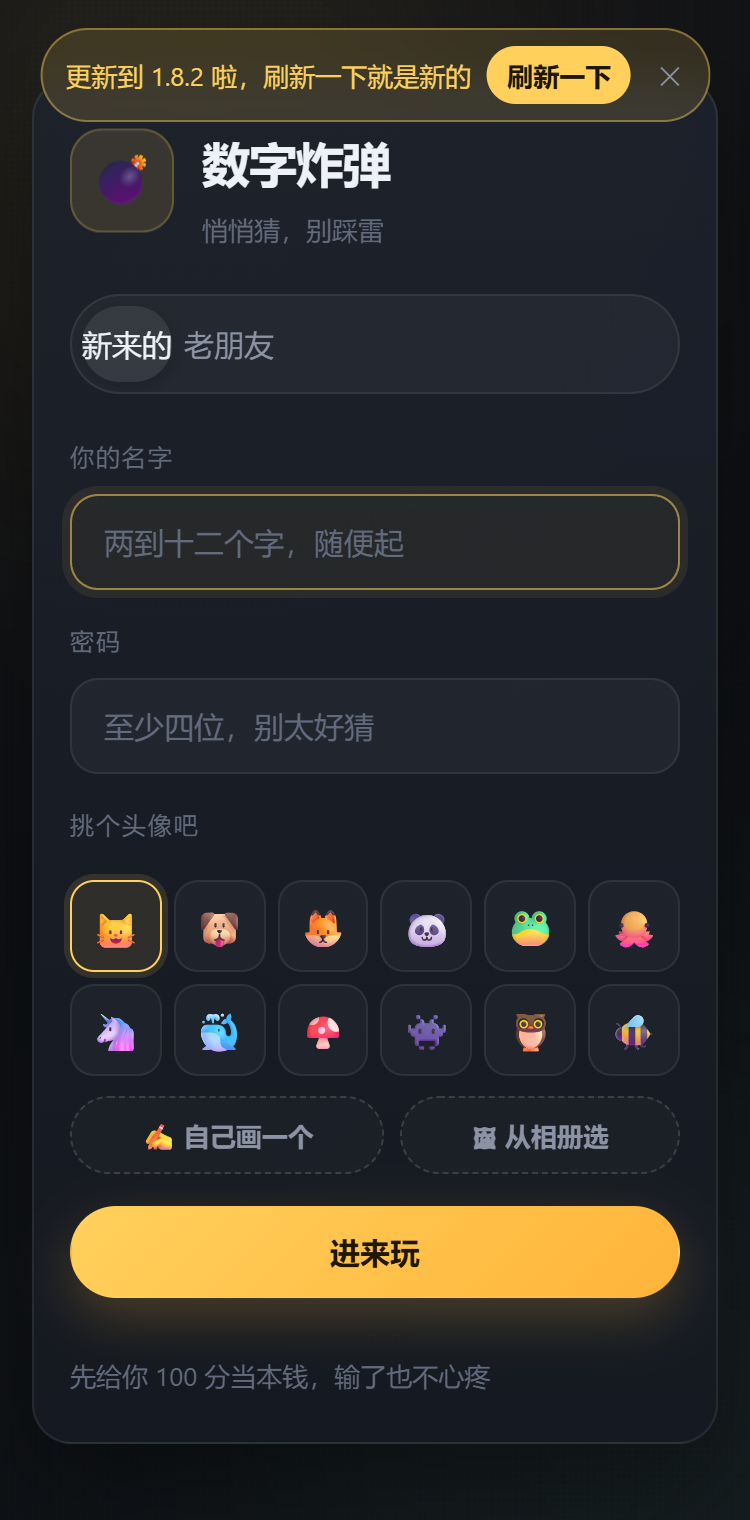 更新到 1.8.2 啦，刷新一下就是新的 刷新一下
数字炸弹
悄悄猜，别踩雷
新来的 老朋友
你的名字
两到十二个字，随便起
密码
至少四位，别太好猜
挑个头像吧
自己画一个 从相册选
进来玩
先给你 100 分当本钱，输了也不心疼